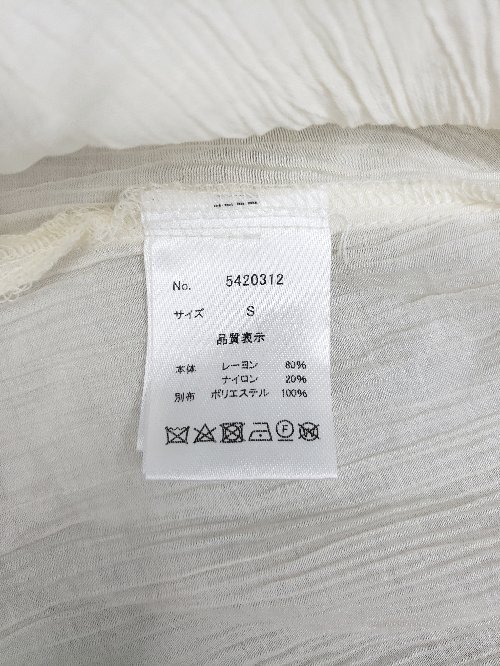 No. 5420312
サイズ S
品質表示
本体 レーヨン 80%
ナイロン 20%
別布 ポリエステル 100%
F